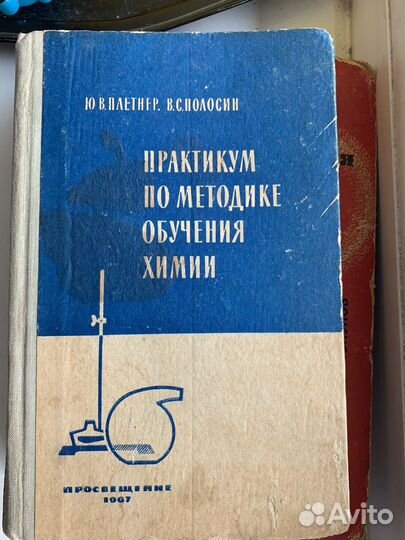 Ю.В.ПЛЕТНЕР, В.С.ПОЛОСИН
ПРАКТИКУМ
ПО МЕТОДИКЕ
ОБУЧЕНИЯ
ХИМИИ
ПРОСВЕЩЕНИЕ
1967
Avito